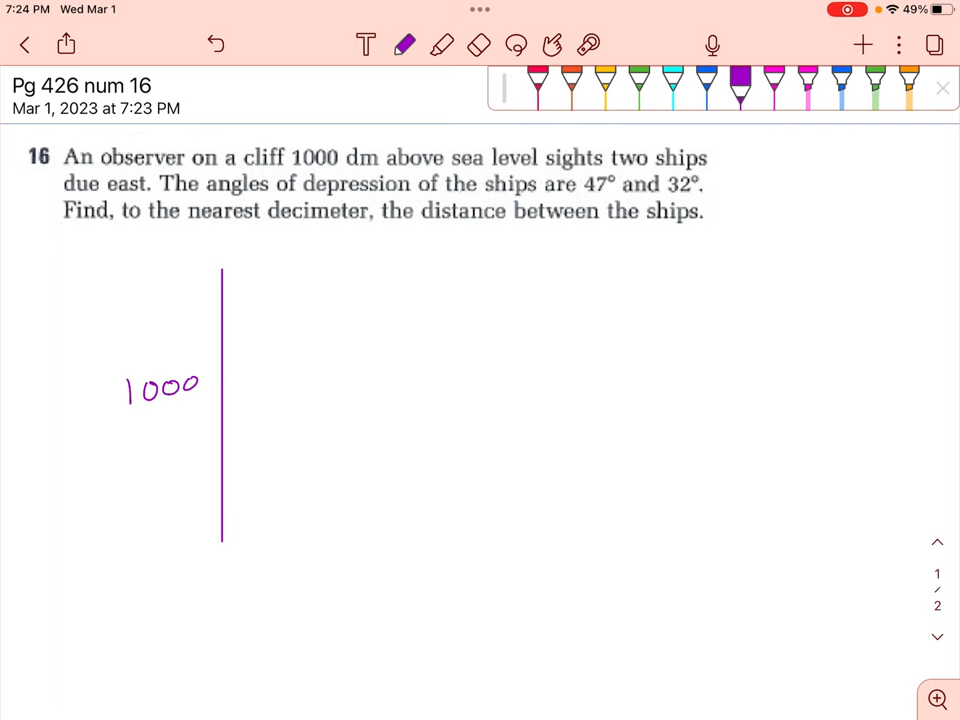 7:24 PM Wed Mar 1
49%
T
Pg 426 num 16
Mar 1, 2023 at 7:23 PM
16 An observer on a cliff 1000 dm above sea level sights two ships
due east. The angles of depression of the ships are 47° and 32°.
Find, to the nearest decimeter, the distance between the ships.
1000
1
/
2